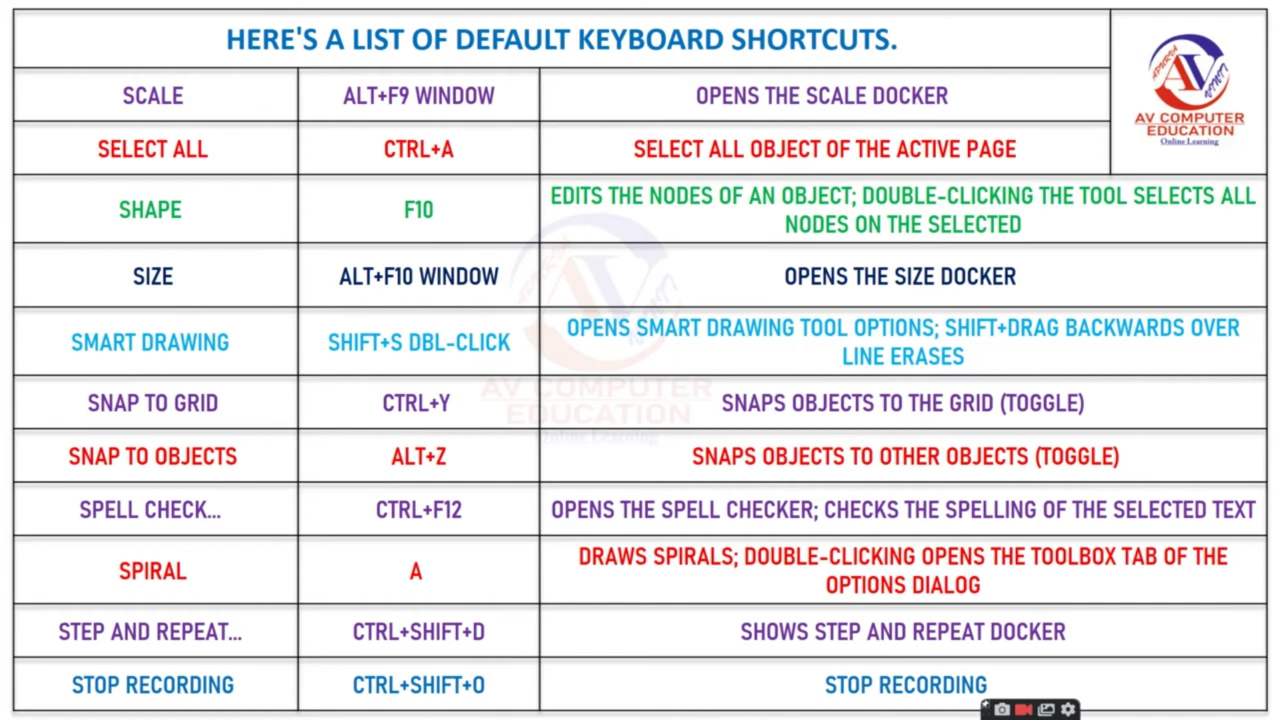 HERE'S A LIST OF DEFAULT KEYBOARD SHORTCUTS.
AV COMPUTER
EDUCATION
Online Learning
SCALE ALT+F9 WINDOW OPENS THE SCALE DOCKER
SELECT ALL CTRL+A SELECT ALL OBJECT OF THE ACTIVE PAGE
SHAPE F10 EDITS THE NODES OF AN OBJECT; DOUBLE-CLICKING THE TOOL SELECTS ALL
NODES ON THE SELECTED
SIZE ALT+F10 WINDOW OPENS THE SIZE DOCKER
SMART DRAWING SHIFT+S DBL-CLICK OPENS SMART DRAWING TOOL OPTIONS; SHIFT+DRAG BACKWARDS OVER
LINE ERASES
SNAP TO GRID CTRL+Y SNAPS OBJECTS TO THE GRID (TOGGLE)
AV COMPUTER
EDUCATION
Online Learning
SNAP TO OBJECTS ALT+Z SNAPS OBJECTS TO OTHER OBJECTS (TOGGLE)
SPELL CHECK... CTRL+F12 OPENS THE SPELL CHECKER; CHECKS THE SPELLING OF THE SELECTED TEXT
SPIRAL A DRAWS SPIRALS; DOUBLE-CLICKING OPENS THE TOOLBOX TAB OF THE
OPTIONS DIALOG
STEP AND REPEAT... CTRL+SHIFT+D SHOWS STEP AND REPEAT DOCKER
STOP RECORDING CTRL+SHIFT+O STOP RECORDING